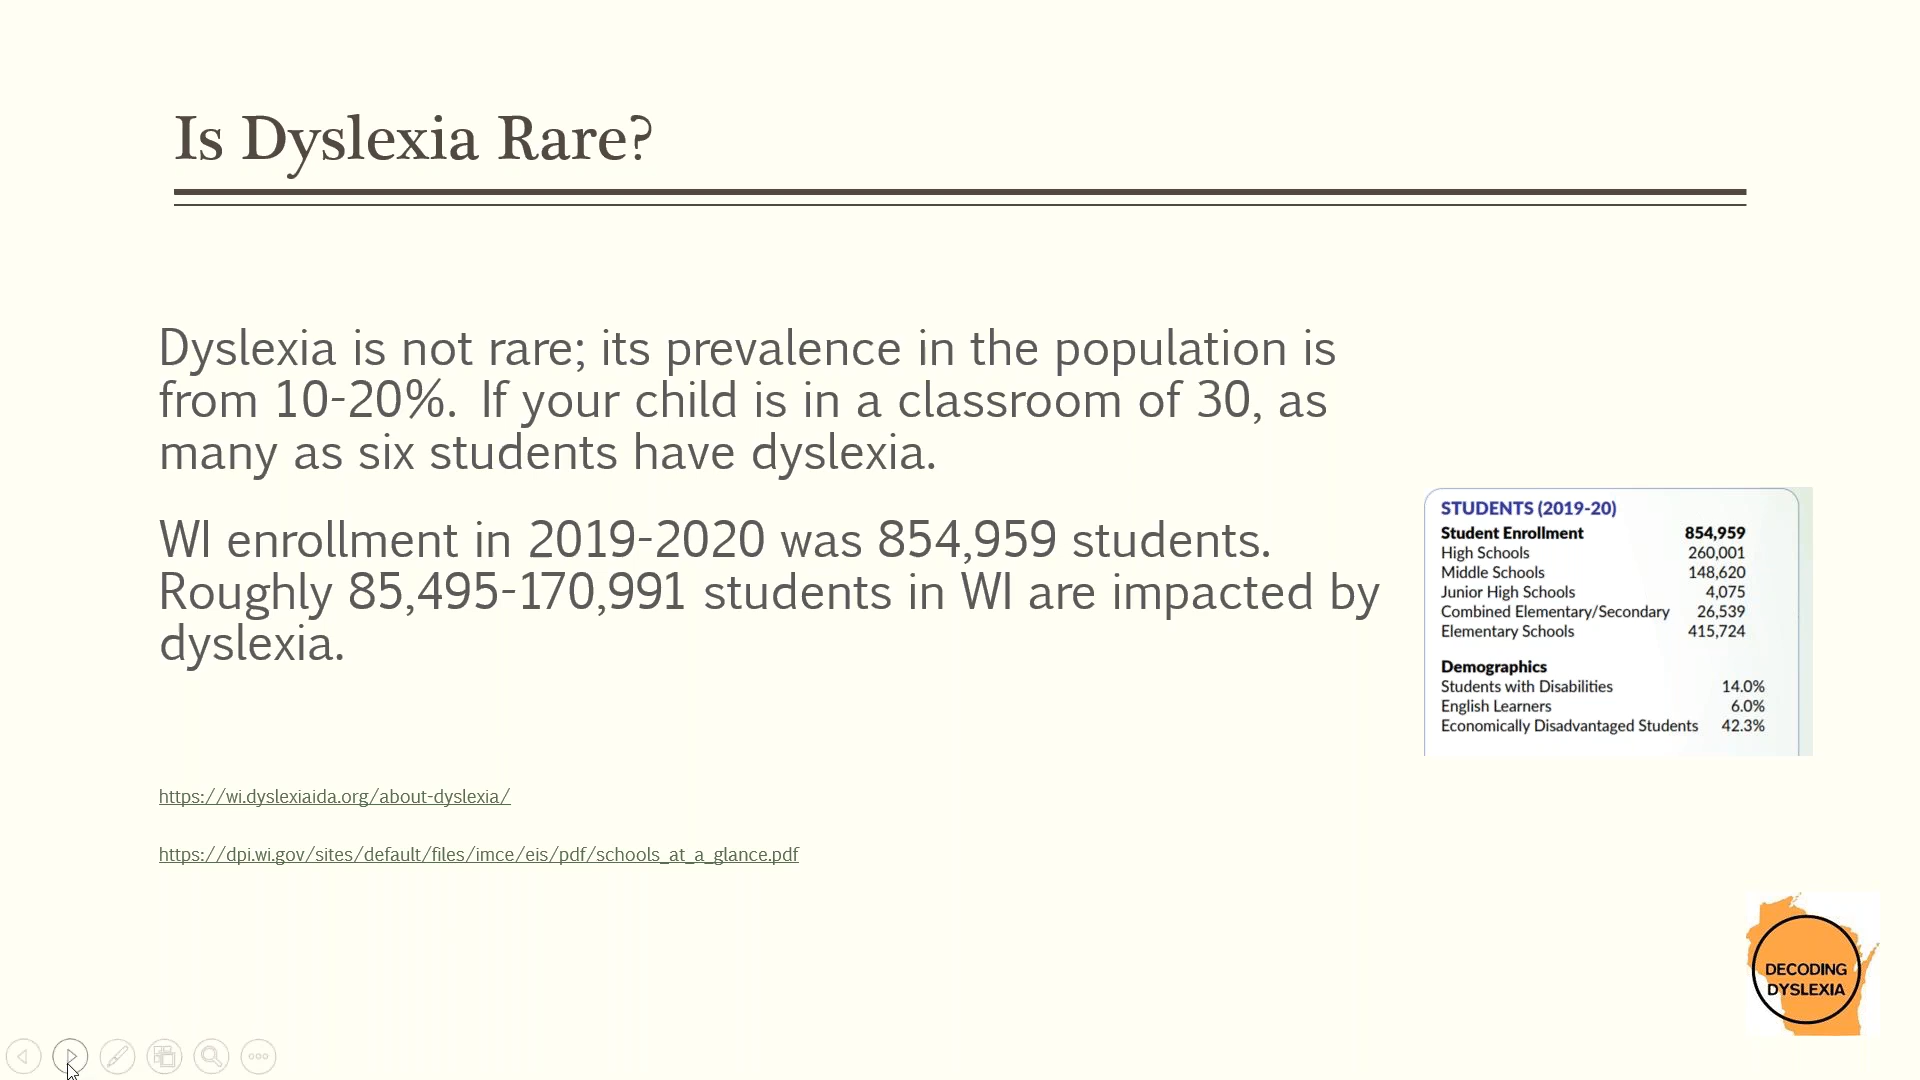 Is Dyslexia Rare?
Dyslexia is not rare; its prevalence in the population is
from 10-20%. If your child is in a classroom of 30, as
many as six students have dyslexia.
WI enrollment in 2019-2020 was 854,959 students.
Roughly 85,495-170,991 students in WI are impacted by
dyslexia.
https://wi.dyslexiaida.org/about-dyslexia/
https://dpi.wi.gov/sites/default/files/imce/eis/pdf/schools_at_a_glance.pdf
STUDENTS (2019-20)
Student Enrollment 854,959
High Schools 260,001
Middle Schools 148,620
Junior High Schools 4,075
Combined Elementary/Secondary 26,539
Elementary Schools 415,724
Demographics
Students with Disabilities 14.0%
English Learners 6.0%
Economically Disadvantaged Students 42.3%
DECODING
DYSLEXIA